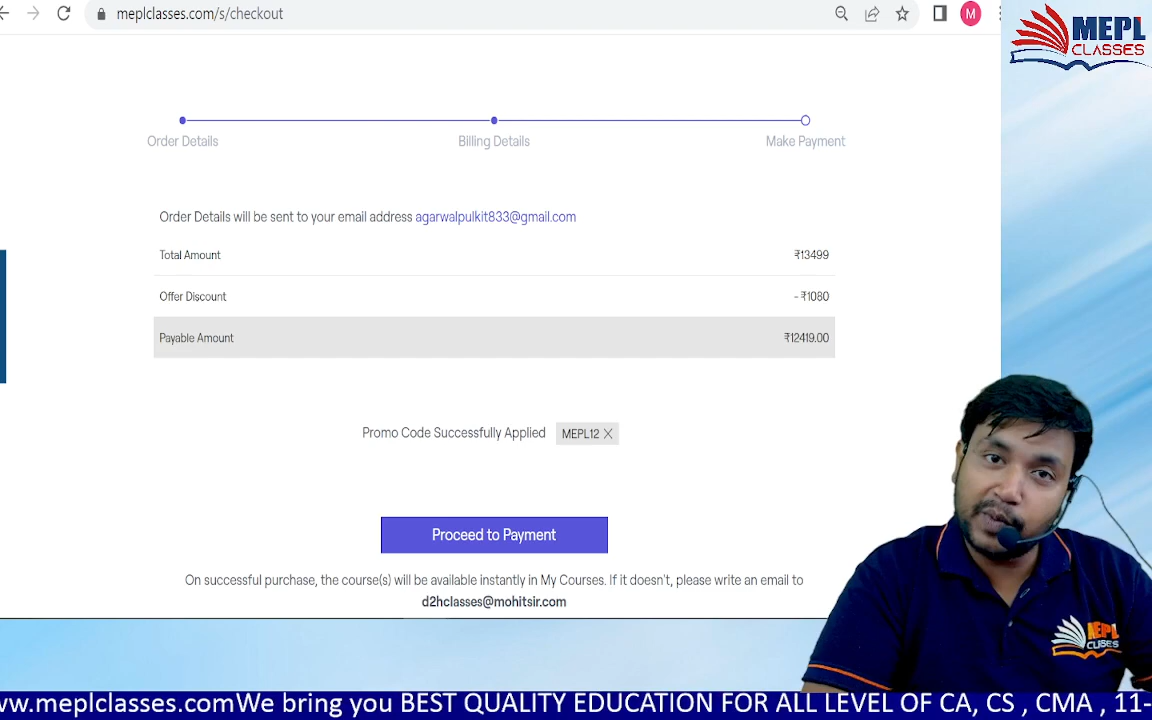 meplclasses.com/s/checkout
M
MEPL
CLASSES
Order Details
Billing Details
Make Payment
Order Details will be sent to your email address agarwalpulkit833@gmail.com
Total Amount ₹13499
Offer Discount - ₹1080
Payable Amount ₹12419.00
Promo Code Successfully Applied MEPL12 X
Proceed to Payment
On successful purchase, the course(s) will be available instantly in My Courses. If it doesn't, please write an email to
d2hclasses@mohitsir.com
MEPL
CLASSES
ww.meplclasses.comWe bring you BEST QUALITY EDUCATION FOR ALL LEVEL OF CA, CS , CMA , 11-